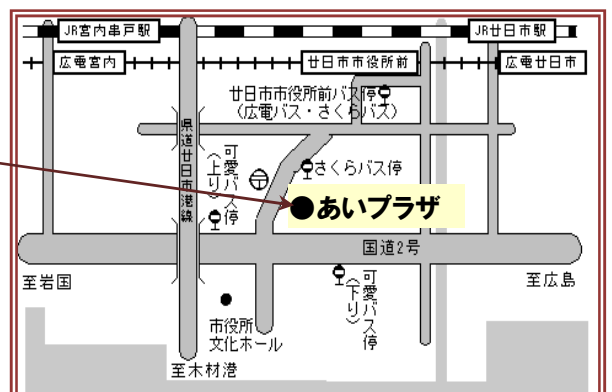 JR宮内串戸駅
JR廿日市駅
広電宮内
廿日市市役所前
広電廿日市
廿日市市役所前バス停
（広電バス・さくらバス）
県道廿日市港線
可愛バス停
（上り）
さくらバス停
●あいプラザ
国道2号
至岩国
至広島
可愛バス停
（下り）
市役所
文化ホール
至木材港